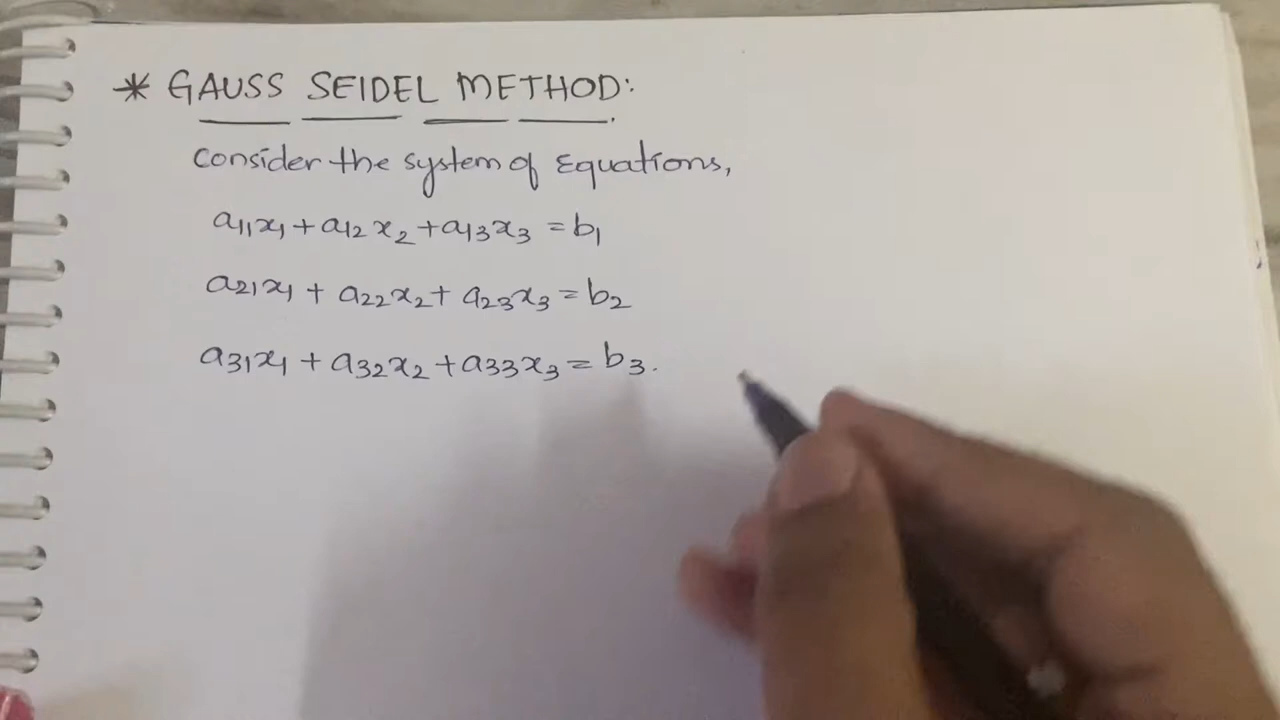 * GAUSS SEIDEL METHOD:
Consider the system of Equations,
a11x1 + a12x2 + a13x3 = b1
a21x1 + a22x2 + a23x3 = b2
a31x1 + a32x2 + a33x3 = b3.